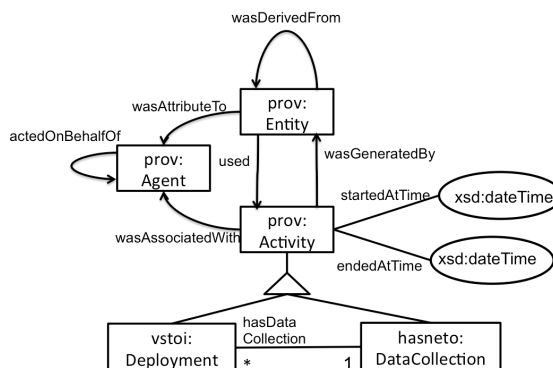 wasDerivedFrom
prov:
Entity
wasAttributeTo
actedOnBehalfOf
prov:
Agent
used
wasGeneratedBy
startedAtTime
xsd:dateTime
wasAssociatedWith
prov:
Activity
endedAtTime
xsd:dateTime
vstoi:
Deployment
hasData
Collection
* 1
hasneto:
DataCollection